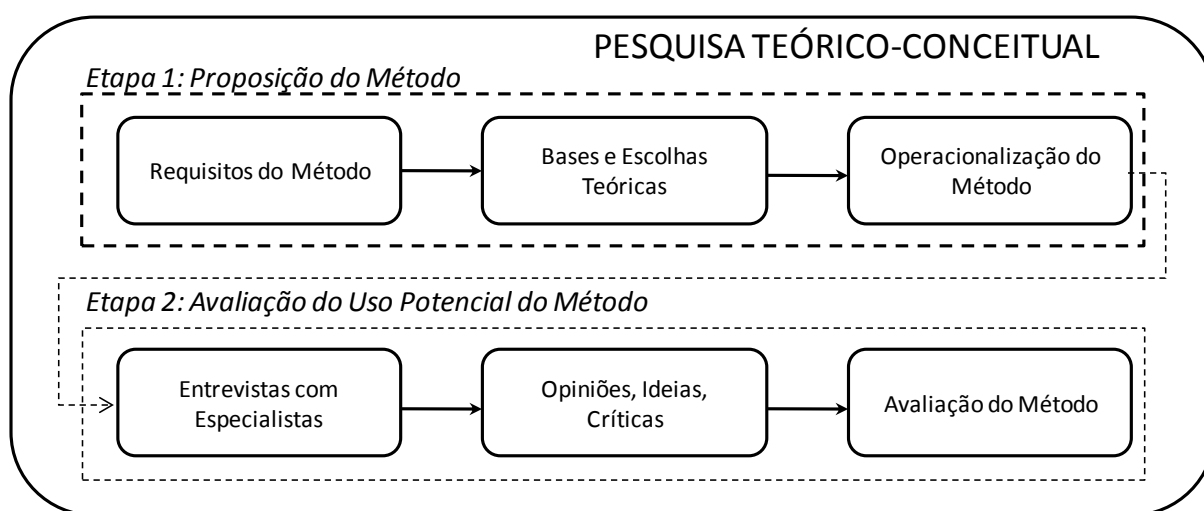 PESQUISA TEÓRICO-CONCEITUAL
Etapa 1: Proposição do Método
Requisitos do Método
Bases e Escolhas
Teóricas
Operacionalização do
Método
Etapa 2: Avaliação do Uso Potencial do Método
Entrevistas com
Especialistas
Opiniões, Ideias,
Críticas
Avaliação do Método